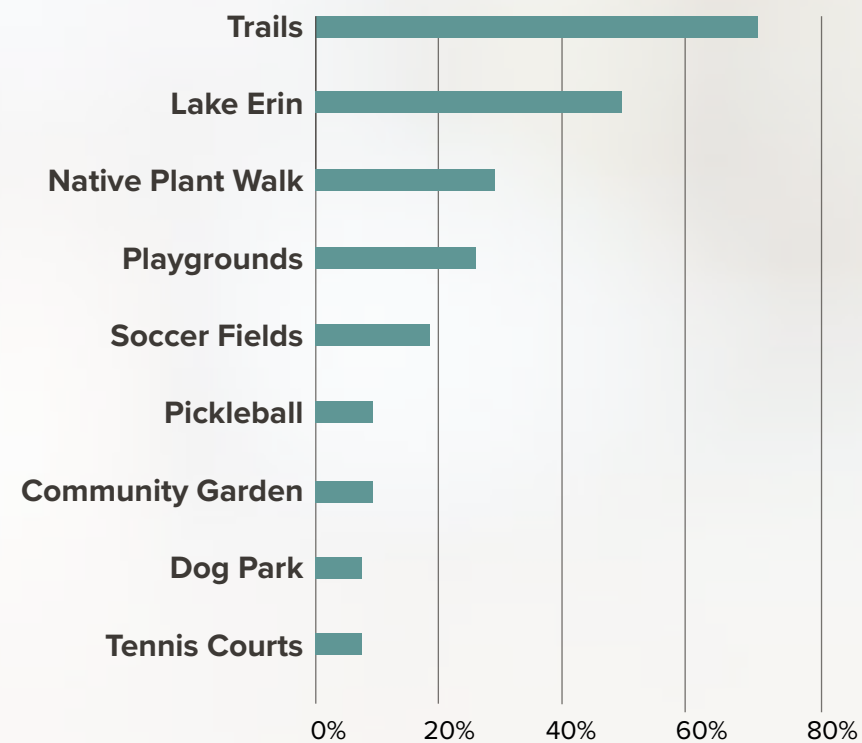 Trails
Lake Erin
Native Plant Walk
Playgrounds
Soccer Fields
Pickleball
Community Garden
Dog Park
Tennis Courts
0% 20% 40% 60% 80%